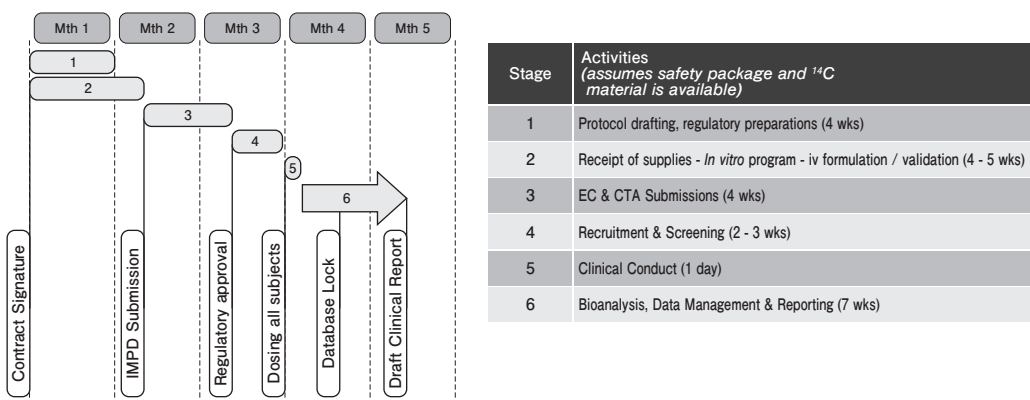 Mth 1
Mth 2
Mth 3
Mth 4
Mth 5
1
2
3
4
5
6
Contract Signature
IMPD Submission
Regulatory approval
Dosing all subjects
Database Lock
Draft Clinical Report
Stage
Activities
(assumes safety package and ¹⁴C
material is available)
1 Protocol drafting, regulatory preparations (4 wks)
2 Receipt of supplies - In vitro program - iv formulation / validation (4 - 5 wks)
3 EC & CTA Submissions (4 wks)
4 Recruitment & Screening (2 - 3 wks)
5 Clinical Conduct (1 day)
6 Bioanalysis, Data Management & Reporting (7 wks)